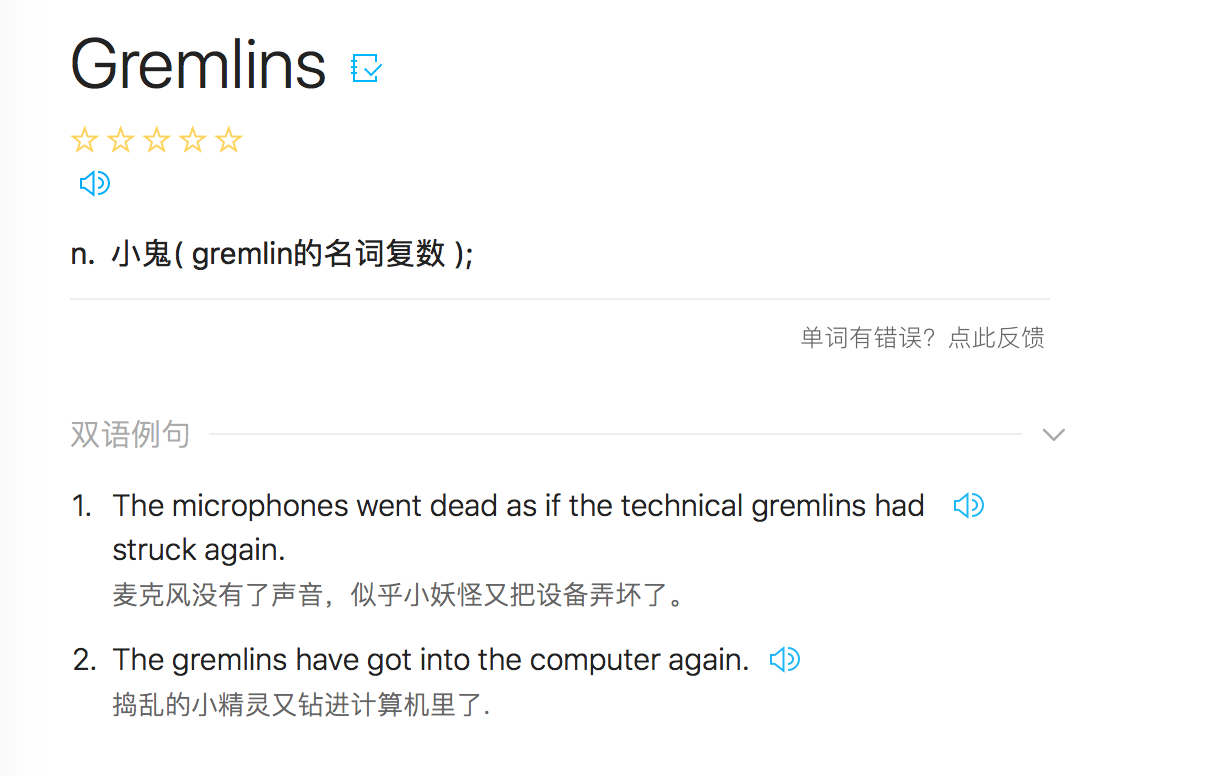 Gremlins
n. 小鬼( gremlin的名词复数 );
单词有错误？点此反馈
双语例句
1. The microphones went dead as if the technical gremlins had
struck again.
麦克风没有了声音，似乎小妖怪又把设备弄坏了。
2. The gremlins have got into the computer again.
捣乱的小精灵又钻进计算机里了.